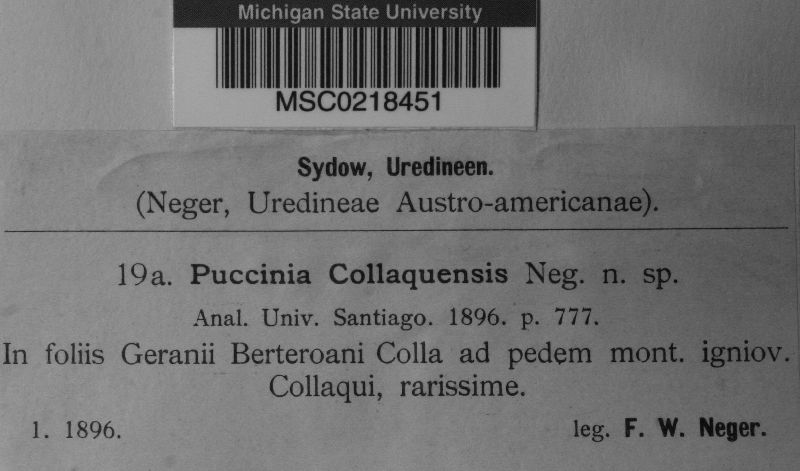 Michigan State University
MSC0218451
Sydow, Uredineen.
(Neger, Uredineae Austro-americanae).
19a. Puccinia Collaquensis Neg. n. sp.
Anal. Univ. Santiago. 1896. p. 777.
In foliis Geranii Berteroani Colla ad pedem mont. igniov.
Collaqui, rarissime.
1. 1896. leg. F. W. Neger.